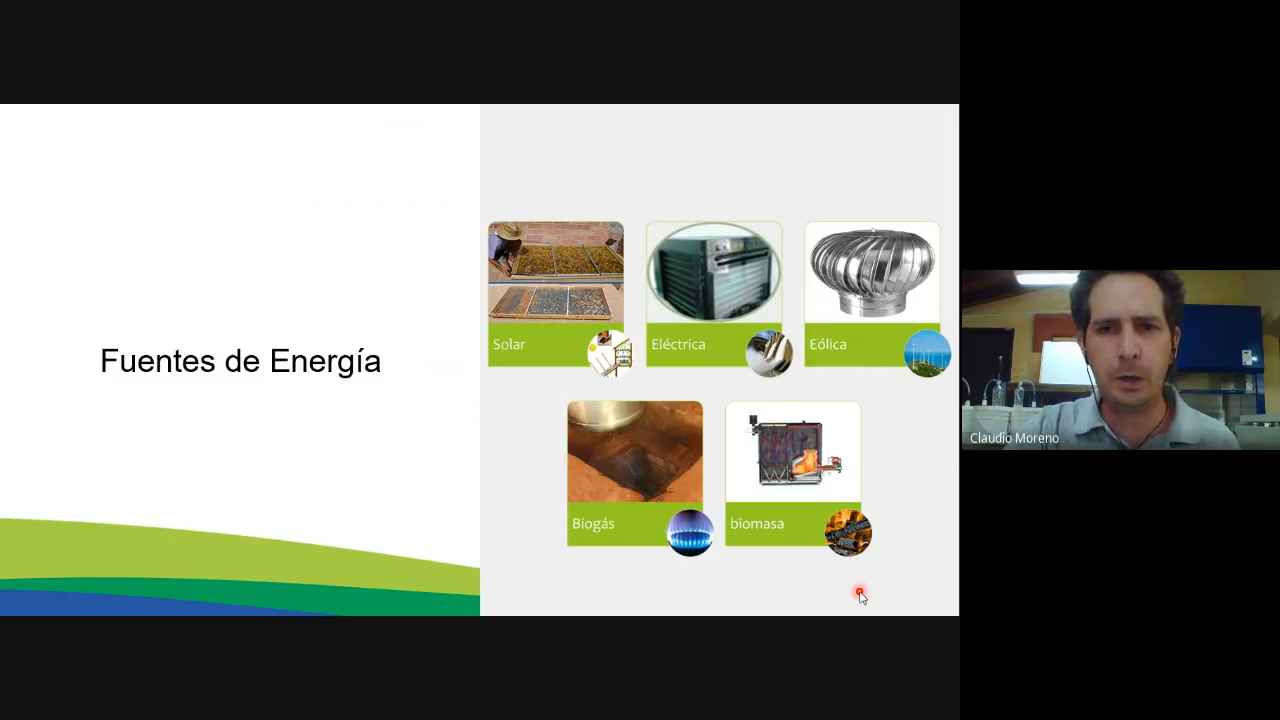 Fuentes de Energía
Solar
Eléctrica
Eólica
Biogás
biomasa
Claudio Moreno